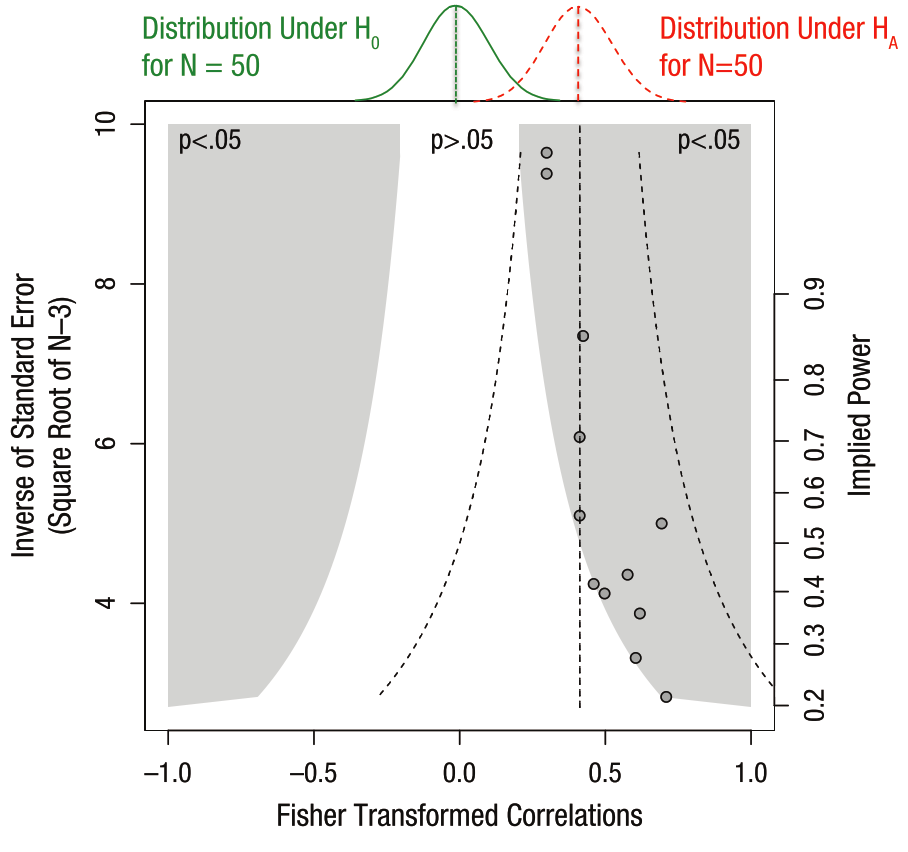 Distribution Under H0
for N = 50
Distribution Under HA
for N=50
p<.05
p>.05
p<.05
10
8
6
4
Inverse of Standard Error
(Square Root of N–3)
0.9
0.8
0.7
0.6
0.5
0.4
0.3
0.2
Implied Power
–1.0
–0.5
0.0
0.5
1.0
Fisher Transformed Correlations